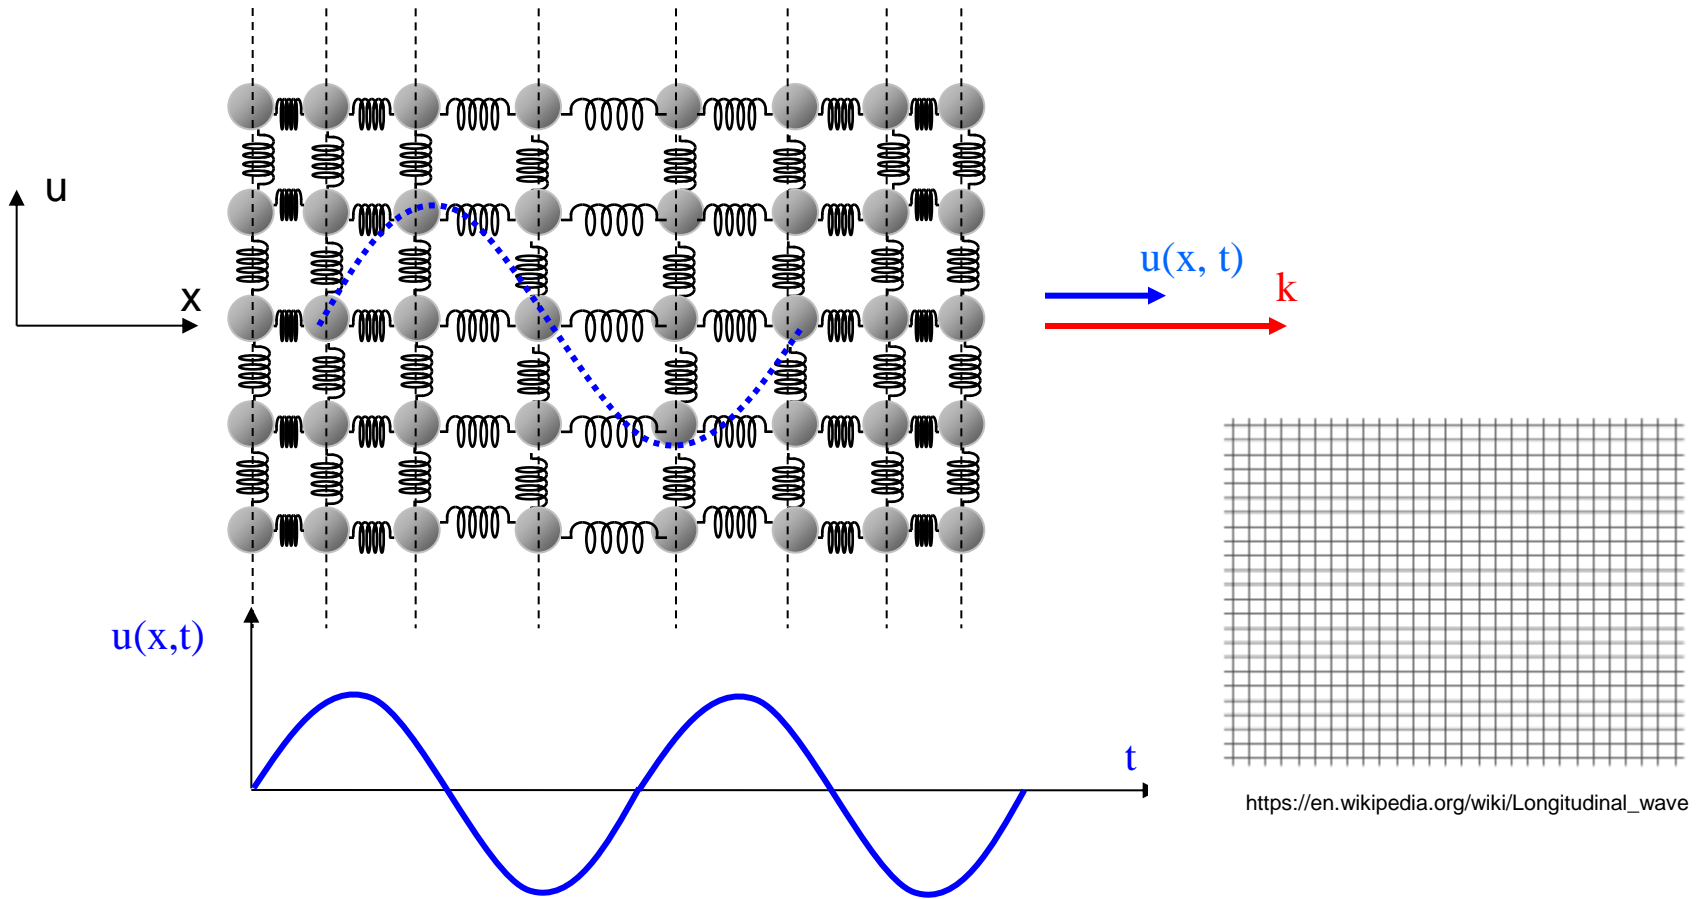 u
x
u(x, t)
k
u(x,t)
t
https://en.wikipedia.org/wiki/Longitudinal_wave